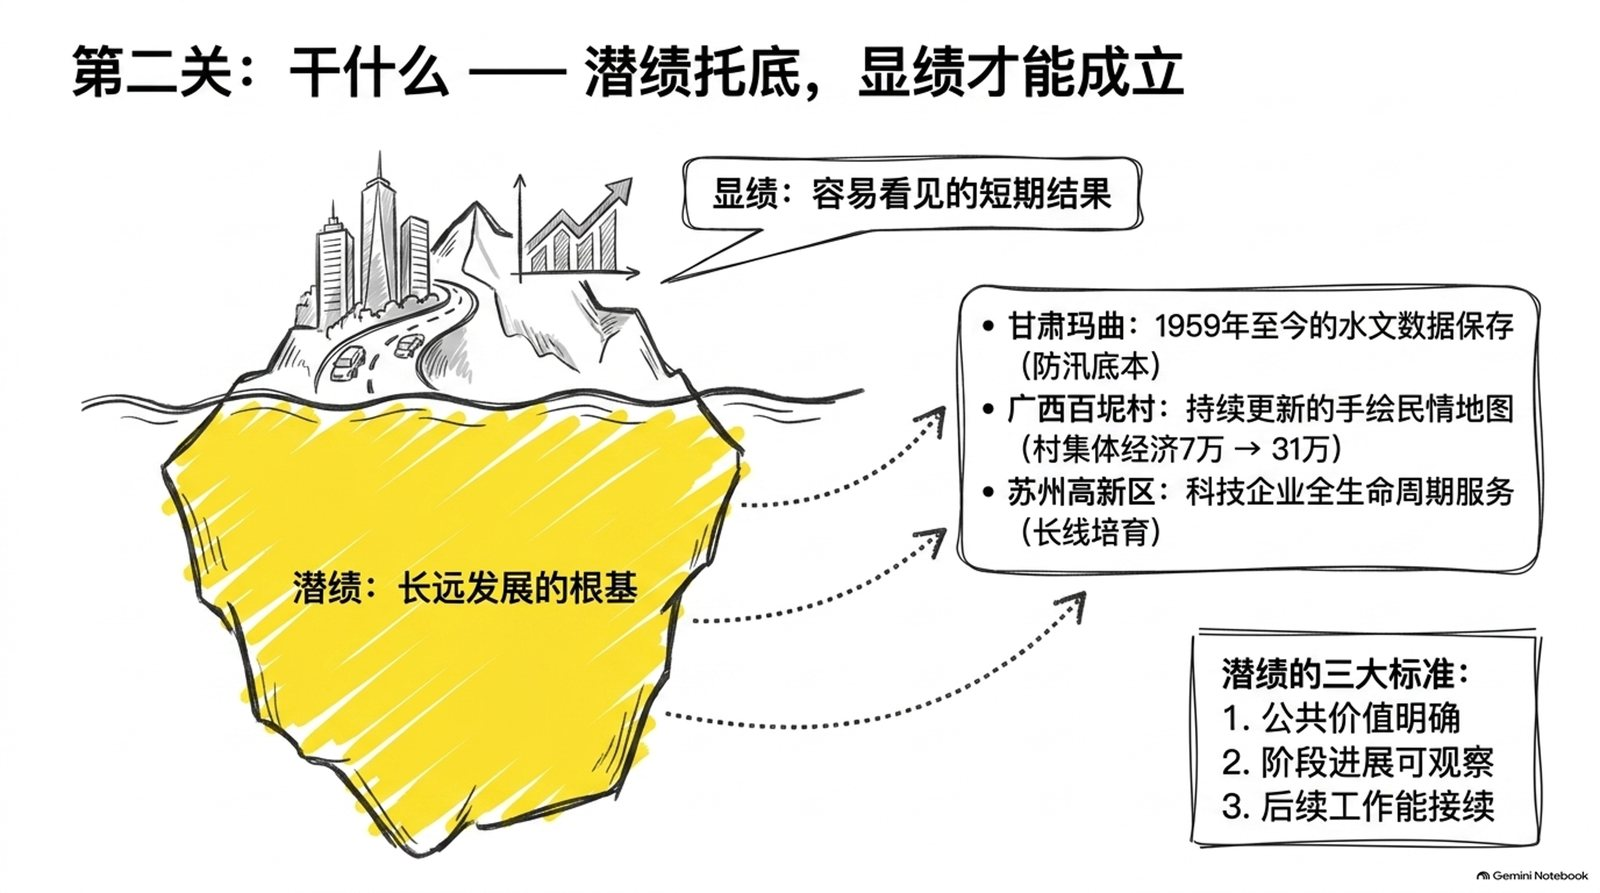 第二关：干什么 —— 潜绩托底，显绩才能成立
显绩：容易看见的短期结果
• 甘肃玛曲：1959年至今的水文数据保存
（防汛底本）
• 广西百坭村：持续更新的手绘民情地图
（村集体经济7万 → 31万）
• 苏州高新区：科技企业全生命周期服务
（长线培育）
潜绩：长远发展的根基
潜绩的三大标准：
1. 公共价值明确
2. 阶段进展可观察
3. 后续工作能接续
Gemini Notebook